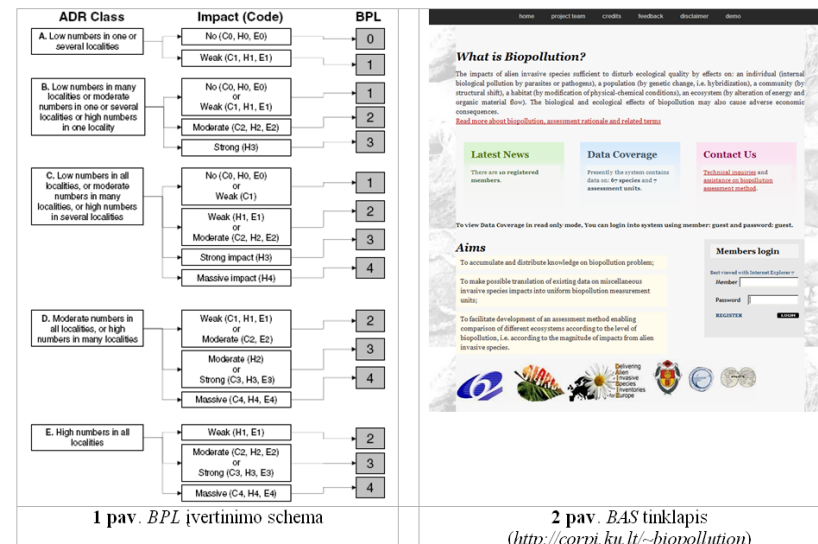 ADR Class
Impact (Code)
BPL
A. Low numbers in one or
several localities
No (C0, H0, E0)
Weak (C1, H1, E1)
0
1
B. Low numbers in many
localities or moderate
numbers in one or several
localities or high numbers
in one locality
No (C0, H0, E0)
or
Weak (C1, H1, E1)
Moderate (C2, H2, E2)
Strong (H3)
1
2
3
C. Low numbers in all
localities, or moderate
numbers in many
localities, or high numbers
in several localities
No (C0, H0, E0)
or
Weak (C1)
Weak (H1, E1)
or
Moderate (C2, H2, E2)
Strong impact (H3)
Massive impact (H4)
1
2
3
4
D. Moderate numbers in
all localities, or high
numbers in many localities
Weak (C1, H1, E1)
or
Moderate (C2, E2)
Moderate (H2)
or
Strong (C3, H3, E3)
Massive (C4, H4, E4)
2
3
4
E. High numbers in all
localities
Weak (H1, E1)
Moderate (C2, H2, E2)
or
Strong (C3, H3, E3)
Massive (C4, H4, E4)
2
3
4
1 pav. BPL įvertinimo schema
home project team credits feedback disclaimer demo
What is Biopollution?
The impacts of alien invasive species sufficient to disturb ecological quality by effects on: an individual (internal
biological pollution by parasites or pathogens), a population (by genetic change, i.e. hybridization), a community (by
structural shift), a habitat (by modification of physical-chemical conditions), an ecosystem (by alteration of energy and
organic material flow). The biological and ecological effects of biopollution may also cause adverse economic
consequences.
Read more about biopollution, assessment rationale and related terms
Latest News
There are 10 registered
members.
Data Coverage
Presently the system contains
data on: 67 species and 7
assessment units.
Contact Us
Technical inquiries and
assistance on biopollution
assessment method.
To view Data Coverage in read only mode, You can login into system using member: guest and password: guest.
Aims
To accumulate and distribute knowledge on biopollution problem;
To make possible translation of existing data on miscellaneous
invasive species impacts into uniform biopollution measurement
units;
To facilitate development of an assessment method enabling
comparison of different ecosystems according to the level of
biopollution, i.e. according to the magnitude of impacts from alien
invasive species.
Members login
Best viewed with Internet Explorer 7
Member
Password
REGISTER
LOGIN
Delivering
Alien
Invasive
Species
Inventories
for Europe
2 pav. BAS tinklapis
(http://corpi.ku.lt/~biopollution)